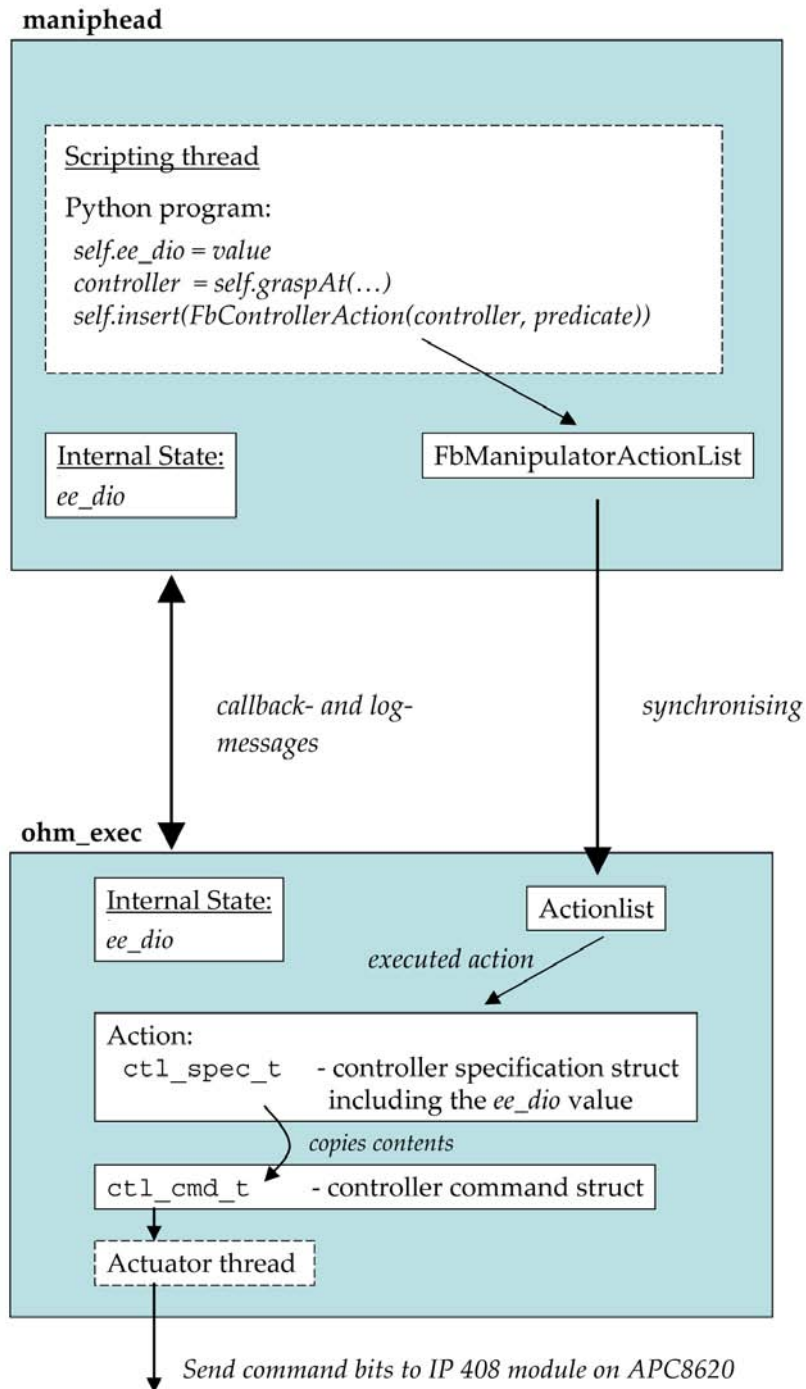 maniphead
Scripting thread
Python program:
self.ee_dio = value
controller = self.graspAt(…)
self.insert(FbControllerAction(controller, predicate))
Internal State:
ee_dio
FbManipulatorActionList
callback- and log-
messages
synchronising
ohm_exec
Internal State:
ee_dio
Actionlist
executed action
Action:
ctl_spec_t - controller specification struct
including the ee_dio value
copies contents
ctl_cmd_t - controller command struct
Actuator thread
Send command bits to IP 408 module on APC8620